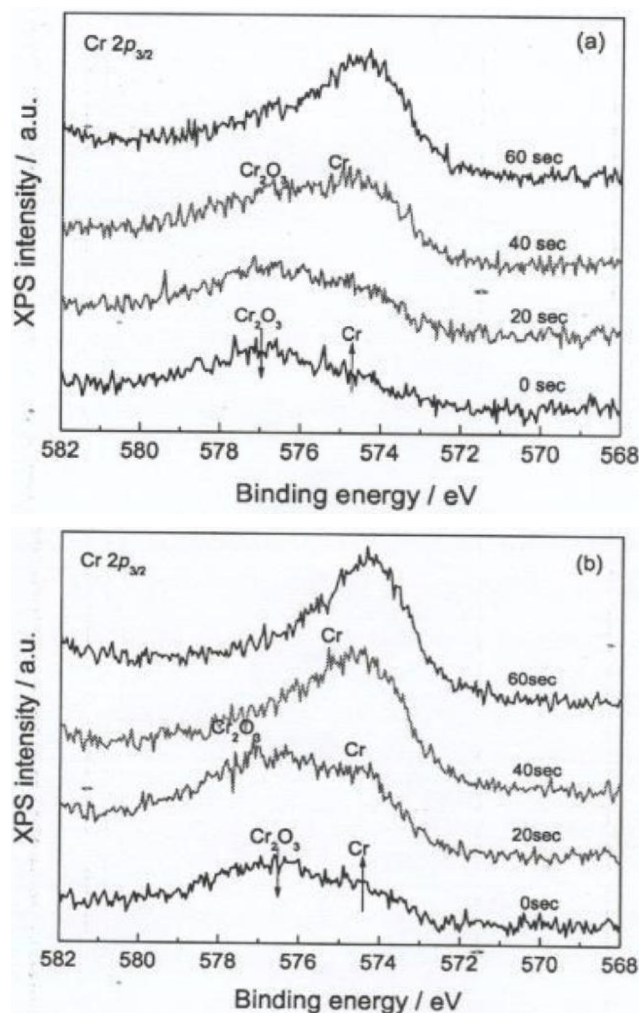 Cr 2p3/2
(a)
60 sec
Cr2O3
Cr
40 sec
20 sec
Cr2O3
Cr
0 sec
XPS intensity / a.u.
582 580 578 576 574 572 570 568
Binding energy / eV
Cr 2p3/2
(b)
60sec
Cr
40sec
Cr2O3
Cr
20sec
Cr2O3
Cr
0sec
XPS intensity / a.u.
582 580 578 576 574 572 570 568
Binding energy / eV